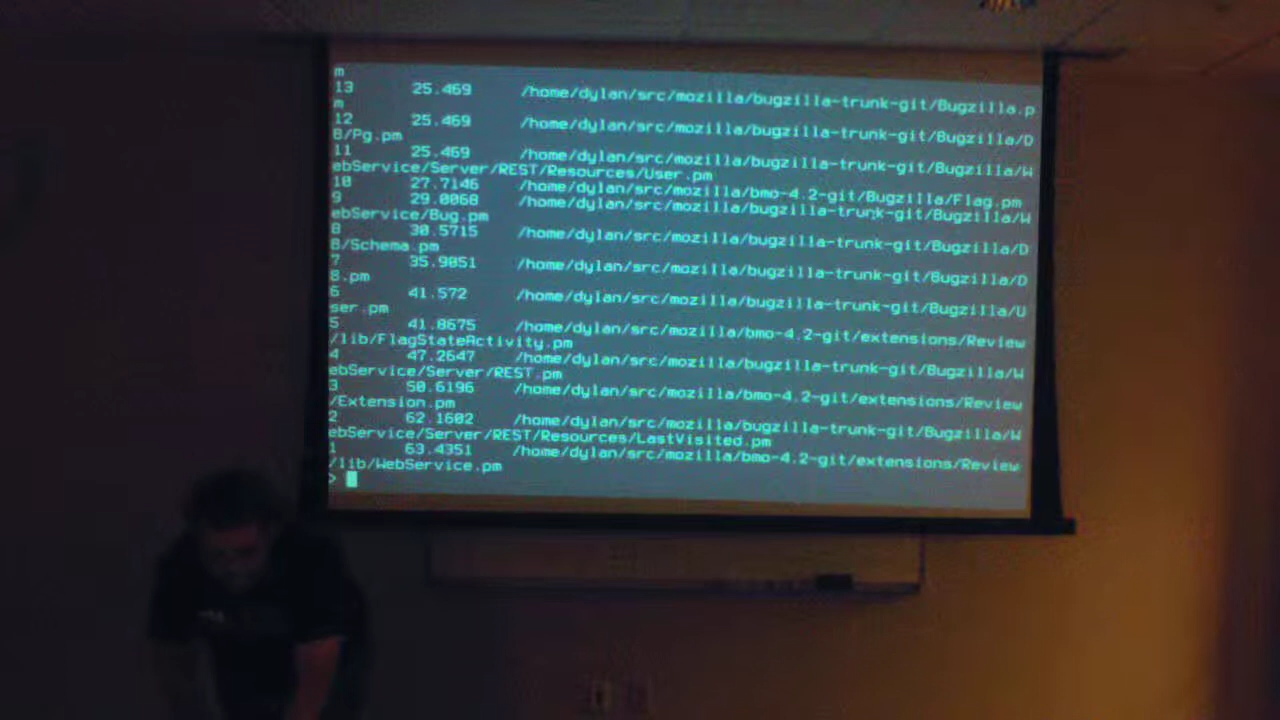 m
13 25.469 /home/dylan/src/mozilla/bugzilla-trunk-git/Bugzilla.p
m
12 25.469 /home/dylan/src/mozilla/bugzilla-trunk-git/Bugzilla/D
B/Pg.pm
11 25.469 /home/dylan/src/mozilla/bugzilla-trunk-git/Bugzilla/W
ebService/Server/REST/Resources/User.pm
10 27.7146 /home/dylan/src/mozilla/bmo-4.2-git/Bugzilla/Flag.pm
9 29.0068 /home/dylan/src/mozilla/bugzilla-trunk-git/Bugzilla/W
ebService/Bug.pm
8 30.5715 /home/dylan/src/mozilla/bugzilla-trunk-git/Bugzilla/D
B/Schema.pm
7 35.9051 /home/dylan/src/mozilla/bugzilla-trunk-git/Bugzilla/D
B.pm
6 41.572 /home/dylan/src/mozilla/bugzilla-trunk-git/Bugzilla/U
ser.pm
5 41.8675 /home/dylan/src/mozilla/bmo-4.2-git/extensions/Review
/lib/FlagStateActivity.pm
4 47.2647 /home/dylan/src/mozilla/bugzilla-trunk-git/Bugzilla/W
ebService/Server/REST.pm
3 50.6196 /home/dylan/src/mozilla/bmo-4.2-git/extensions/Review
/Extension.pm
2 62.1602 /home/dylan/src/mozilla/bugzilla-trunk-git/Bugzilla/W
ebService/Server/REST/Resources/LastVisited.pm
1 63.4351 /home/dylan/src/mozilla/bmo-4.2-git/extensions/Review
/lib/WebService.pm
>